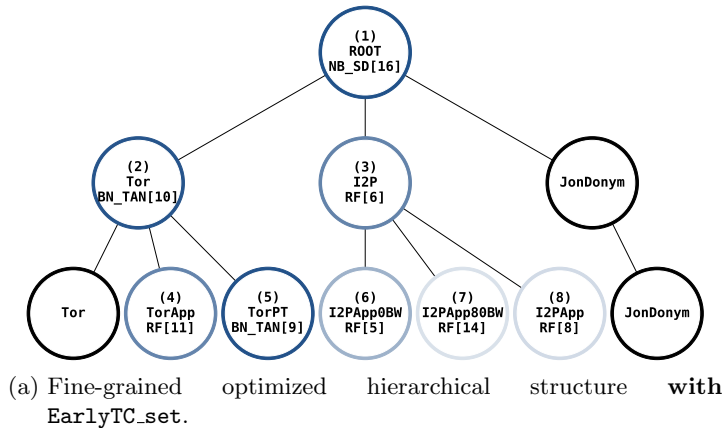 (1)
ROOT
NB_SD[16]
(2)
Tor
BN_TAN[10]
(3)
I2P
RF[6]
JonDonym
Tor
(4)
TorApp
RF[11]
(5)
TorPT
BN_TAN[9]
(6)
I2PApp0BW
RF[5]
(7)
I2PApp80BW
RF[14]
(8)
I2PApp
RF[8]
JonDonym
(a) Fine-grained optimized hierarchical structure with
EarlyTC_set.